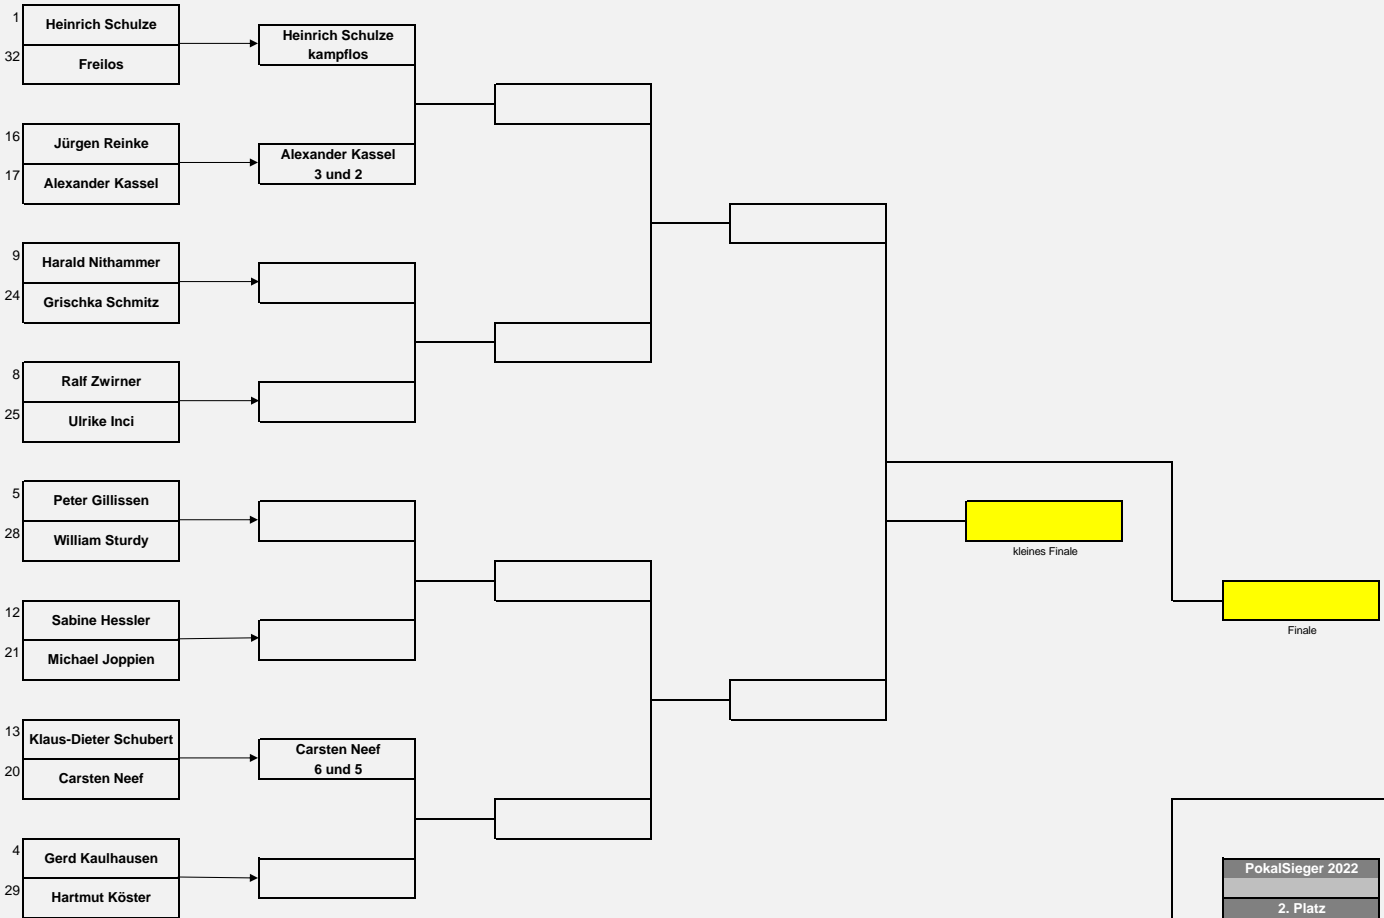 1
Heinrich Schulze
32
Freilos
Heinrich Schulze
kampflos
16
Jürgen Reinke
17
Alexander Kassel
Alexander Kassel
3 und 2
9
Harald Nithammer
24
Grischka Schmitz
8
Ralf Zwirner
25
Ulrike Inci
5
Peter Gillissen
28
William Sturdy
kleines Finale
12
Sabine Hessler
21
Michael Joppien
Finale
13
Klaus-Dieter Schubert
20
Carsten Neef
Carsten Neef
6 und 5
4
Gerd Kaulhausen
29
Hartmut Köster
PokalSieger 2022
2. Platz